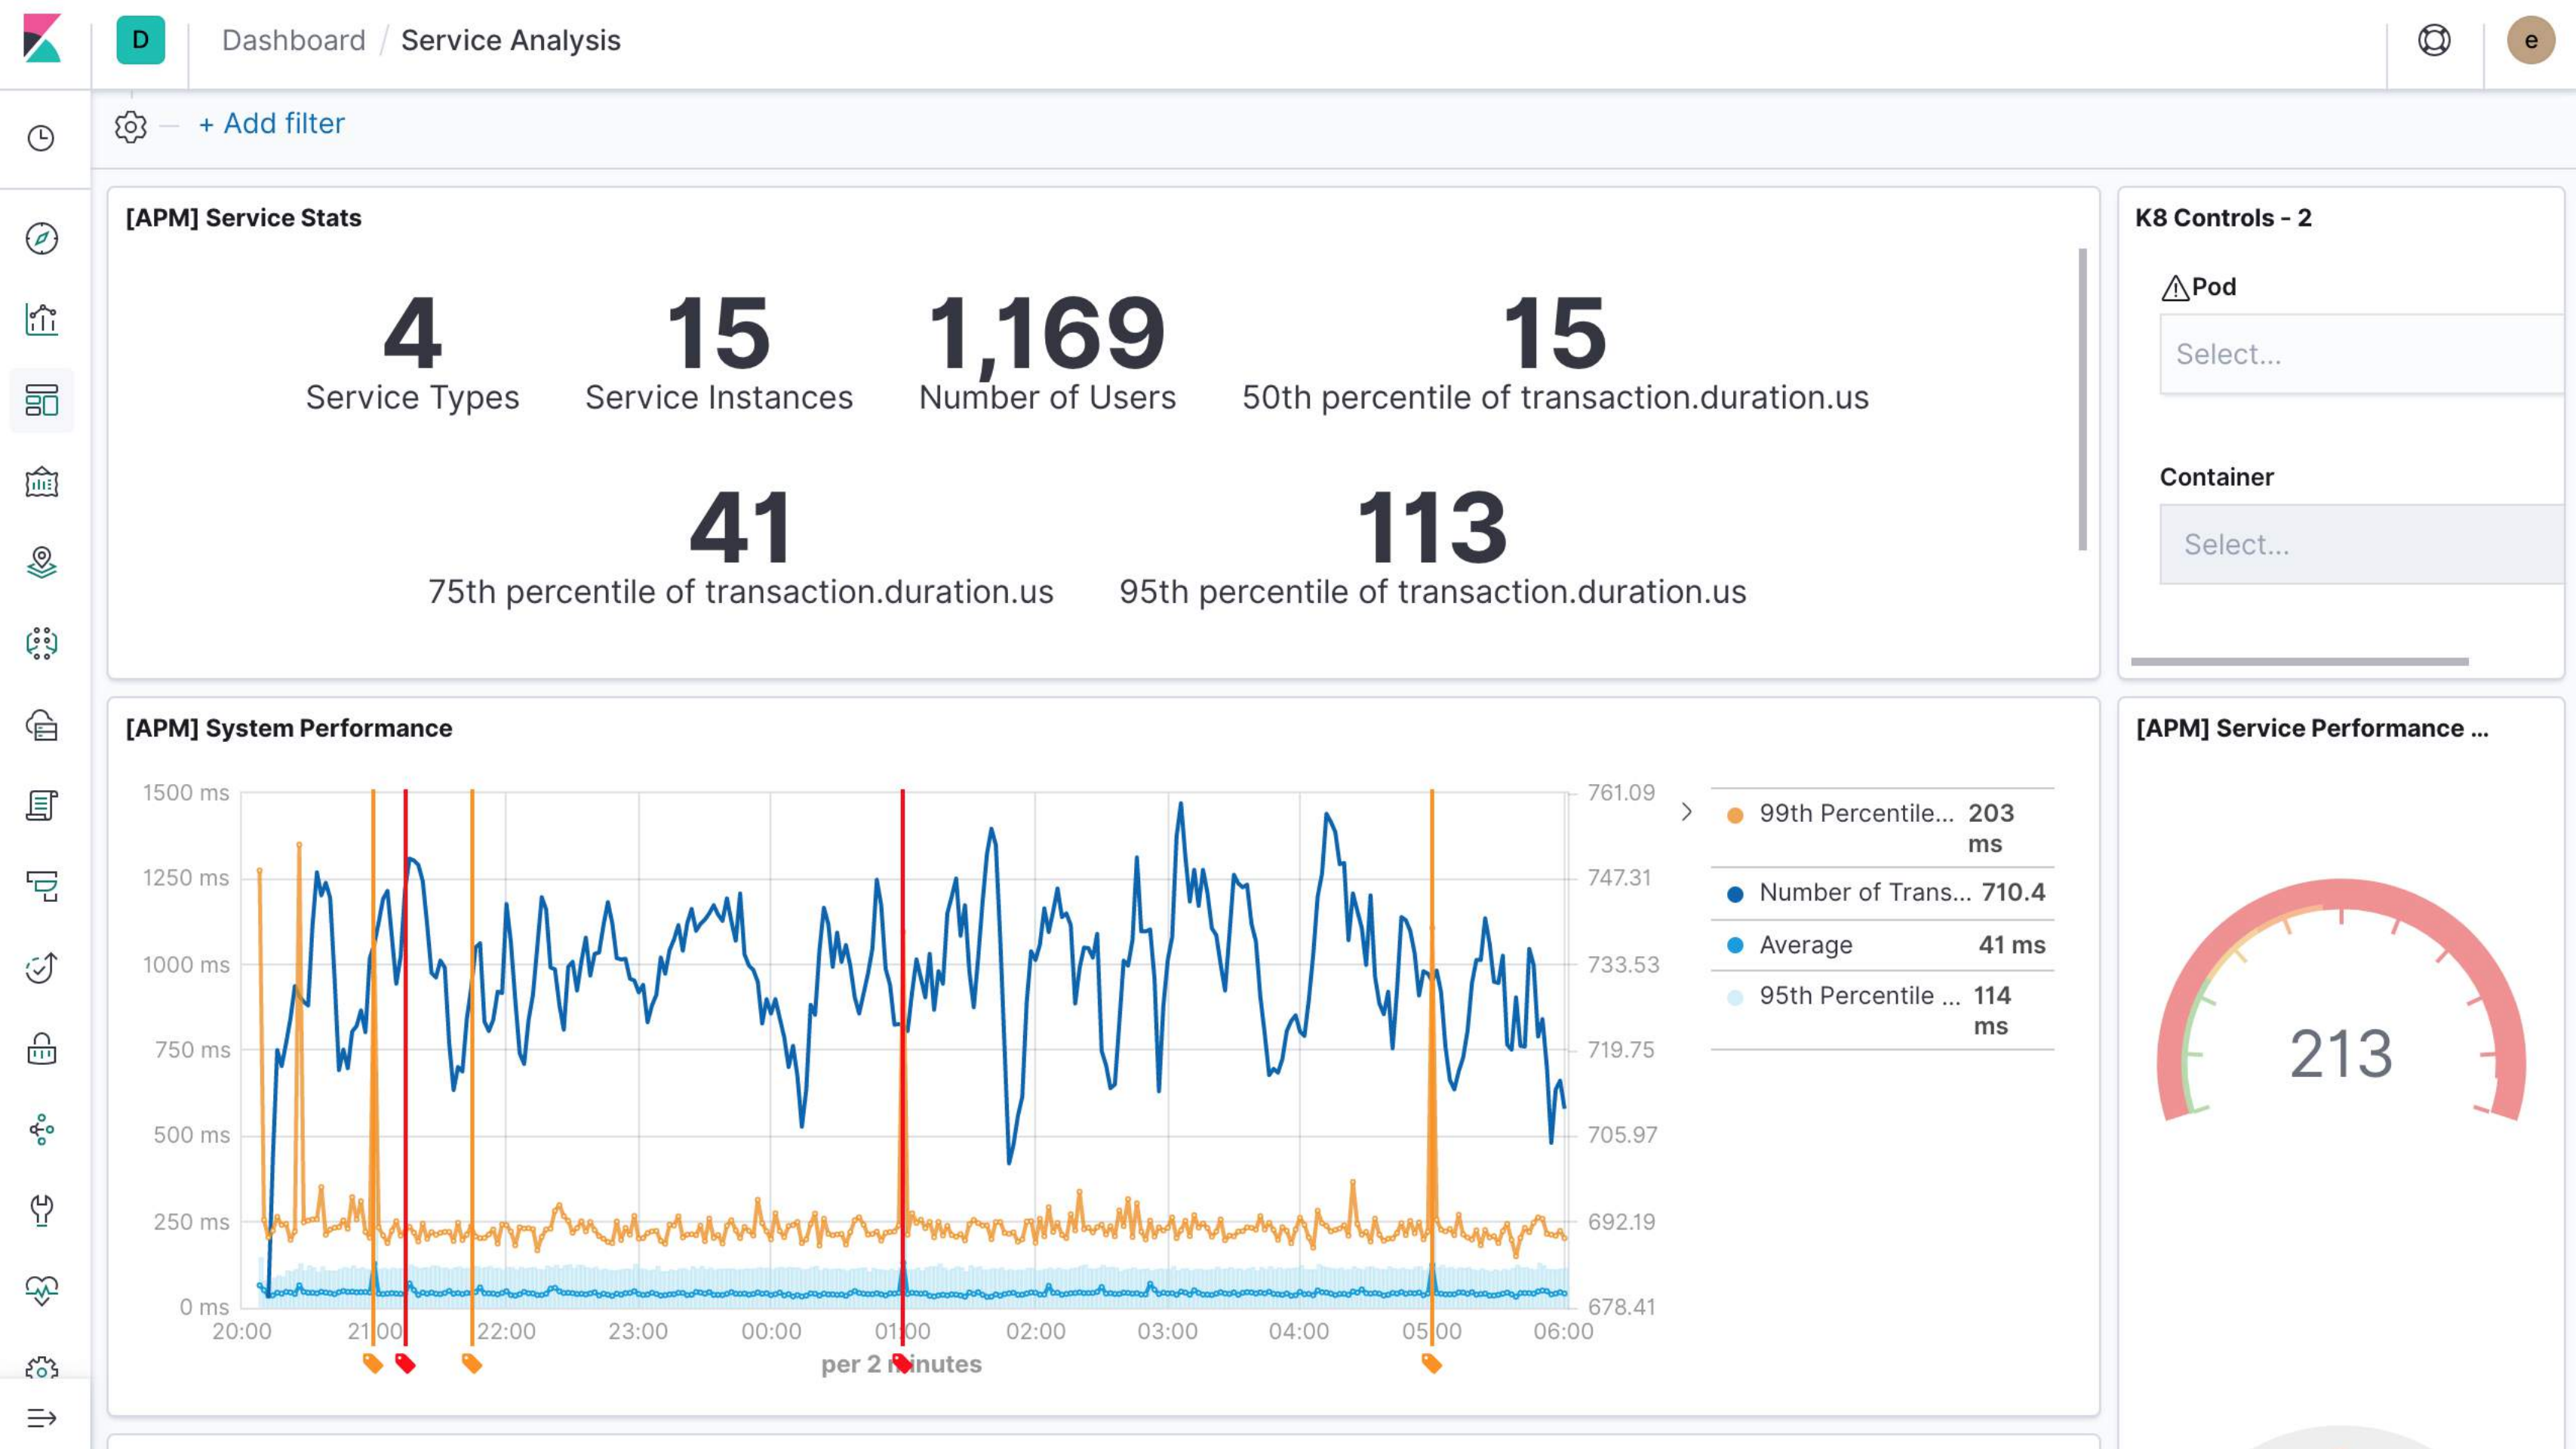 D Dashboard / Service Analysis e
+ Add filter
[APM] Service Stats
4
Service Types
15
Service Instances
1,169
Number of Users
15
50th percentile of transaction.duration.us
41
75th percentile of transaction.duration.us
113
95th percentile of transaction.duration.us
K8 Controls - 2
Pod
Select...
Container
Select...
[APM] System Performance
1500 ms
1250 ms
1000 ms
750 ms
500 ms
250 ms
0 ms
761.09
747.31
733.53
719.75
705.97
692.19
678.41
20:00 21:00 22:00 23:00 00:00 01:00 02:00 03:00 04:00 05:00 06:00
per 2 minutes
99th Percentile... 203
ms
Number of Trans... 710.4
Average 41 ms
95th Percentile ... 114
ms
[APM] Service Performance ...
213